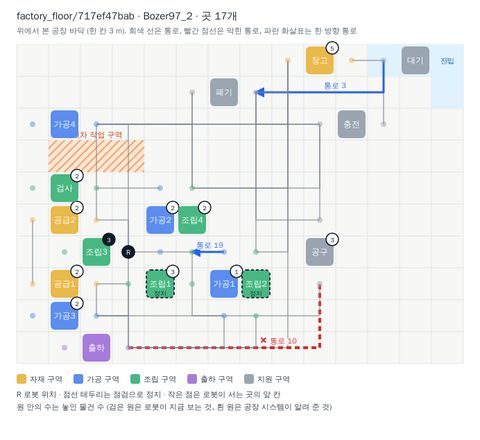 factory_floor/717ef47bab · Bozer97_2 · 곳 17개
위에서 본 공장 바닥 (한 칸 3 m). 회색 선은 통로, 빨간 점선은 막힌 통로, 파란 화살표는 한 방향 통로
창고 5
대기
전입
폐기
통로 3
가공4
충전
차 작업 구역
검사 2
공급2 2
가공2 2
조립4 2
조립3 3
R
통로 19
공구 3
공급1 2
조립1 3
정지
가공1 1
조립2
정지
가공3 2
출하
✕ 통로 10
자재 구역 가공 구역 조립 구역 출하 구역 지원 구역
R 로봇 위치 · 점선 테두리는 점검으로 정지 · 작은 점은 로봇이 서는 곳의 앞 칸
원 안의 수는 놓인 물건 수 (검은 원은 로봇이 지금 보는 것, 흰 원은 공장 시스템이 알려 준 것)